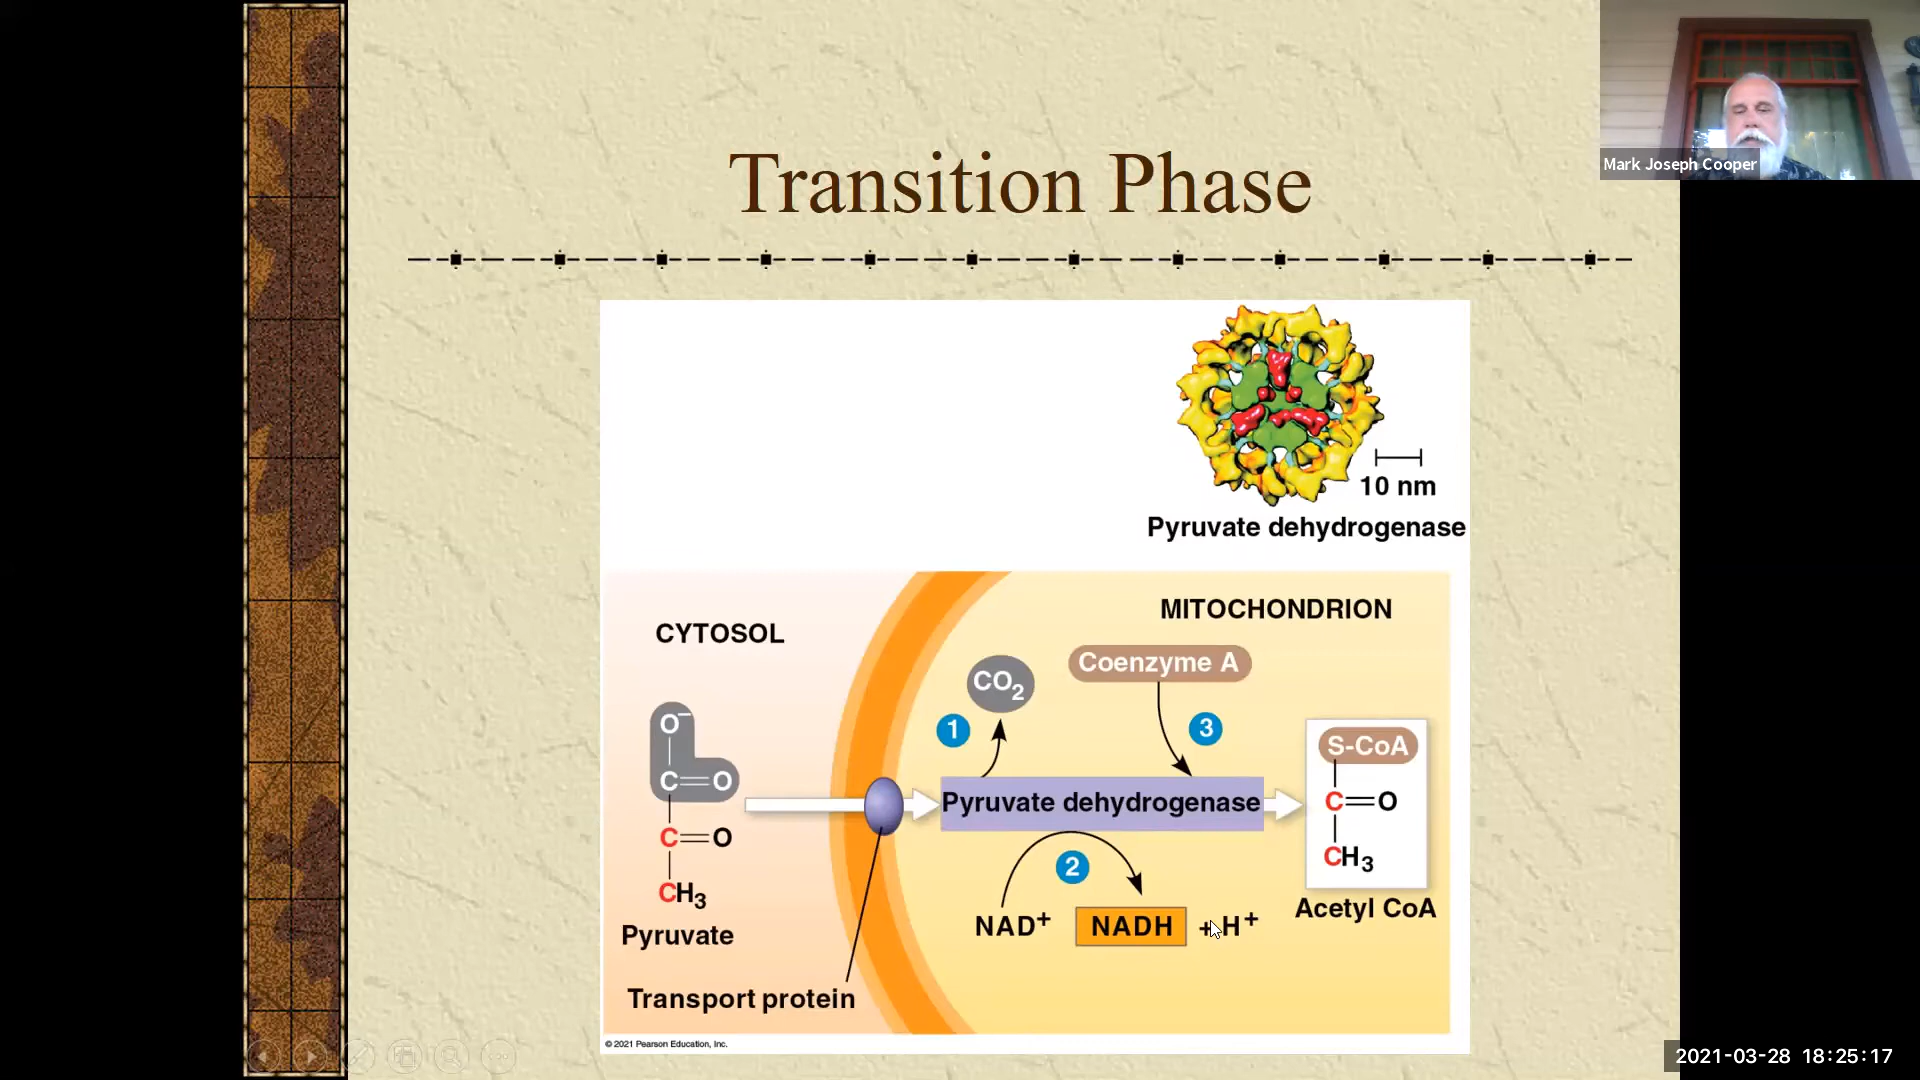 Transition Phase
Mark Joseph Cooper
10 nm
Pyruvate dehydrogenase
CYTOSOL
MITOCHONDRION
CO₂
Coenzyme A
1
3
O⁻
C=O
C=O
CH₃
Pyruvate
Transport protein
Pyruvate dehydrogenase
2
NAD⁺
NADH
+ H⁺
S-CoA
C=O
CH₃
Acetyl CoA
© 2021 Pearson Education, Inc.
2021-03-28 18:25:17